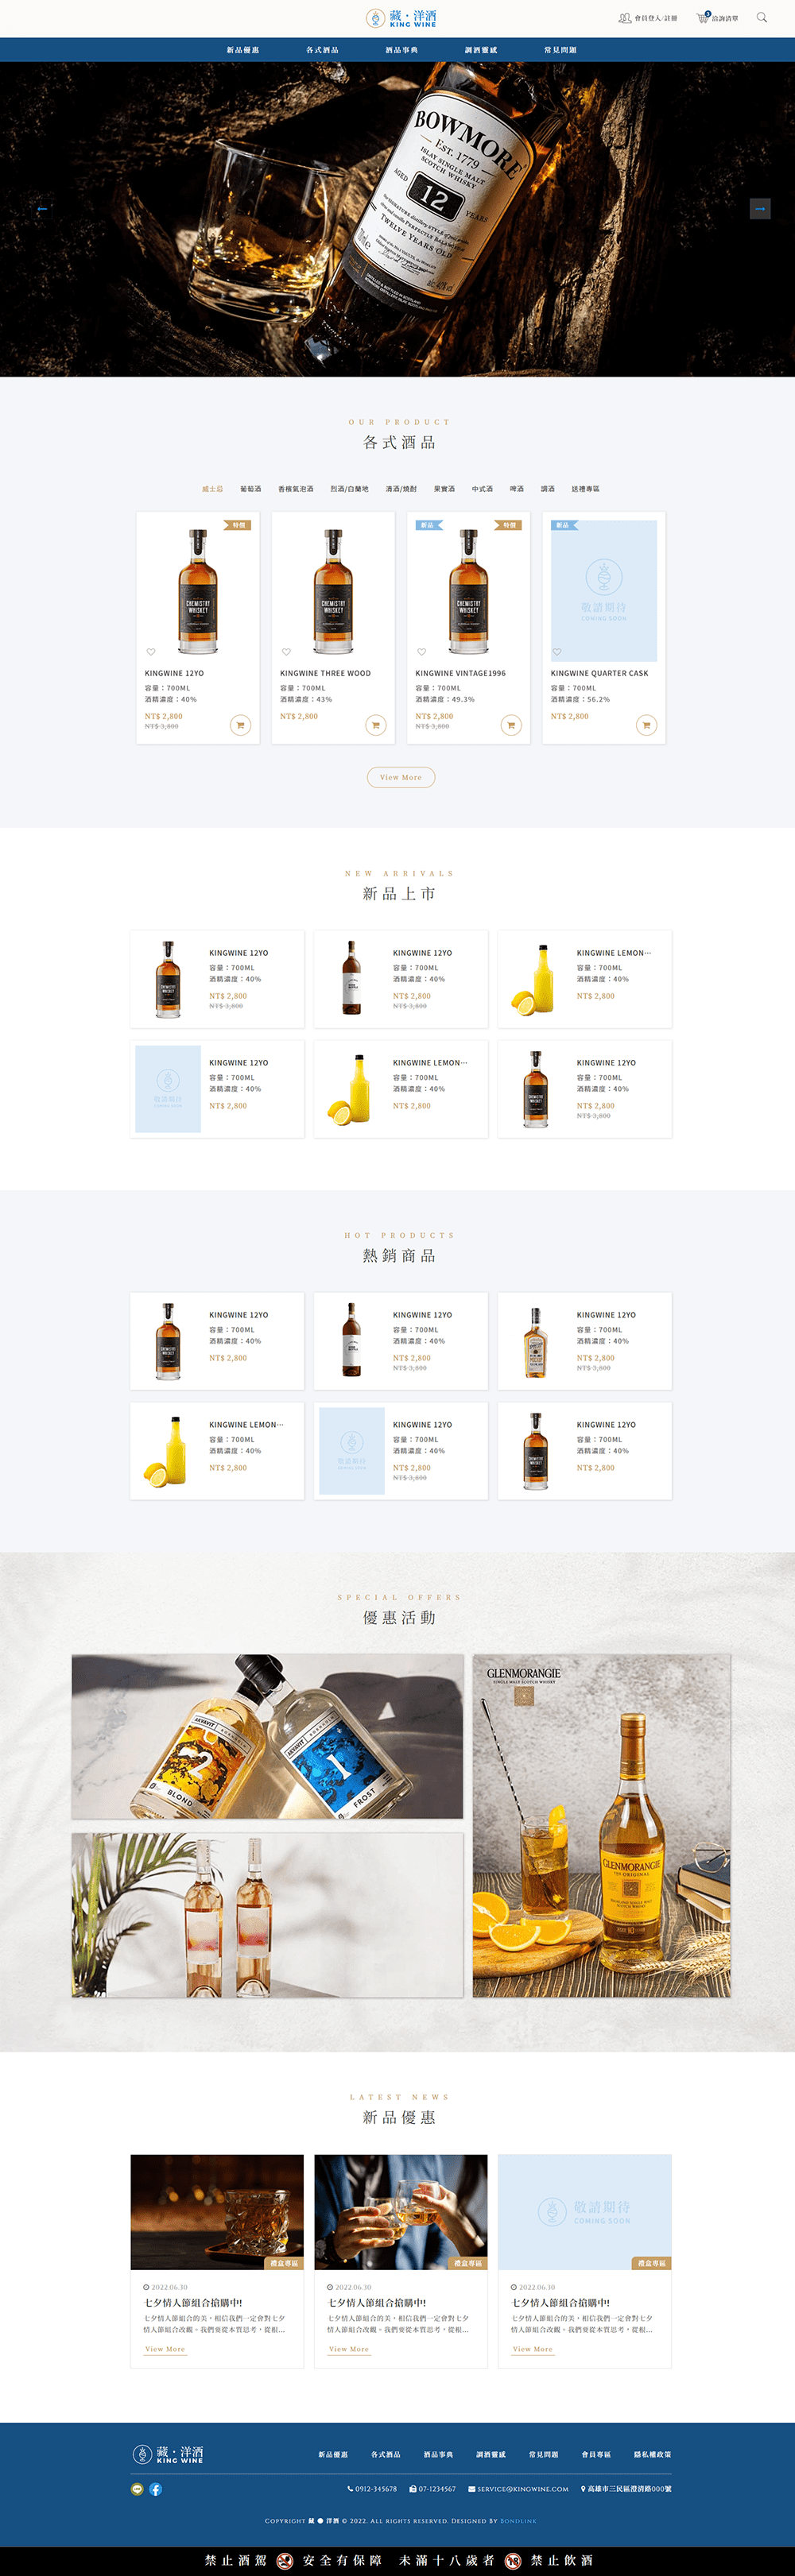 藏・洋酒
KING WINE
會員登入/註冊
3
洽詢清單
新品優惠 各式酒品 酒品事典 調酒靈感 常見問題
BOWMORE
Est. 1779
ISLAY SINGLE MALT
SCOTCH WHISKY
AGED
12
YEARS
TWELVE YEARS OLD
OUR PRODUCT
各式酒品
威士忌 葡萄酒 香檳氣泡酒 烈酒/白蘭地 清酒/燒酎 果實酒 中式酒 啤酒 調酒 送禮專區
特價
新品 特價
新品
CHEMISTRY
WHISKEY
CHEMISTRY
WHISKEY
CHEMISTRY
WHISKEY
敬請期待
COMING SOON
KINGWINE 12YO
容量：700ML
酒精濃度：40%
NT$ 2,800
NT$ 3,800
KINGWINE THREE WOOD
容量：700ML
酒精濃度：43%
NT$ 2,800
KINGWINE VINTAGE1996
容量：700ML
酒精濃度：49.3%
NT$ 2,800
NT$ 3,800
KINGWINE QUARTER CASK
容量：700ML
酒精濃度：56.2%
NT$ 2,800
View More
NEW ARRIVALS
新品上市
KINGWINE 12YO
容量：700ML
酒精濃度：40%
NT$ 2,800
NT$ 3,800
KINGWINE 12YO
容量：700ML
酒精濃度：40%
NT$ 2,800
NT$ 3,800
KINGWINE LEMON…
容量：700ML
酒精濃度：40%
NT$ 2,800
敬請期待
COMING SOON
KINGWINE 12YO
容量：700ML
酒精濃度：40%
NT$ 2,800
KINGWINE LEMON…
容量：700ML
酒精濃度：40%
NT$ 2,800
KINGWINE 12YO
容量：700ML
酒精濃度：40%
NT$ 2,800
NT$ 3,800
HOT PRODUCTS
熱銷商品
KINGWINE 12YO
容量：700ML
酒精濃度：40%
NT$ 2,800
KINGWINE 12YO
容量：700ML
酒精濃度：40%
NT$ 2,800
NT$ 3,800
KINGWINE 12YO
容量：700ML
酒精濃度：40%
NT$ 2,800
NT$ 3,800
KINGWINE LEMON…
容量：700ML
酒精濃度：40%
NT$ 2,800
敬請期待
COMING SOON
KINGWINE 12YO
容量：700ML
酒精濃度：40%
NT$ 2,800
NT$ 3,800
KINGWINE 12YO
容量：700ML
酒精濃度：40%
NT$ 2,800
SPECIAL OFFERS
優惠活動
AKVAVIT
2
BLOND
AKVAVIT
1
FROST
GLENMORANGIE
SINGLE MALT SCOTCH WHISKY
GLENMORANGIE
THE ORIGINAL
LATEST NEWS
新品優惠
禮盒專區
2022.06.30
七夕情人節組合搶購中!
七夕情人節組合的美，相信我們一定會對七夕
情人節組合改觀。我們要從本質思考，從根...
View More
禮盒專區
2022.06.30
七夕情人節組合搶購中!
七夕情人節組合的美，相信我們一定會對七夕
情人節組合改觀。我們要從本質思考，從根...
View More
敬請期待
COMING SOON
禮盒專區
2022.06.30
七夕情人節組合搶購中!
七夕情人節組合的美，相信我們一定會對七夕
情人節組合改觀。我們要從本質思考，從根...
View More
藏・洋酒
KING WINE
新品優惠 各式酒品 酒品事典 調酒靈感 常見問題 會員專區 隱私權政策
0912-345678 07-1234567 SERVICE@KINGWINE.COM 高雄市三民區澄清路000號
COPYRIGHT 藏 ● 洋酒 © 2022. ALL RIGHTS RESERVED. DESIGNED BY BONDLINK
禁止酒駕 安全有保障 未滿十八歲者 18 禁止飲酒